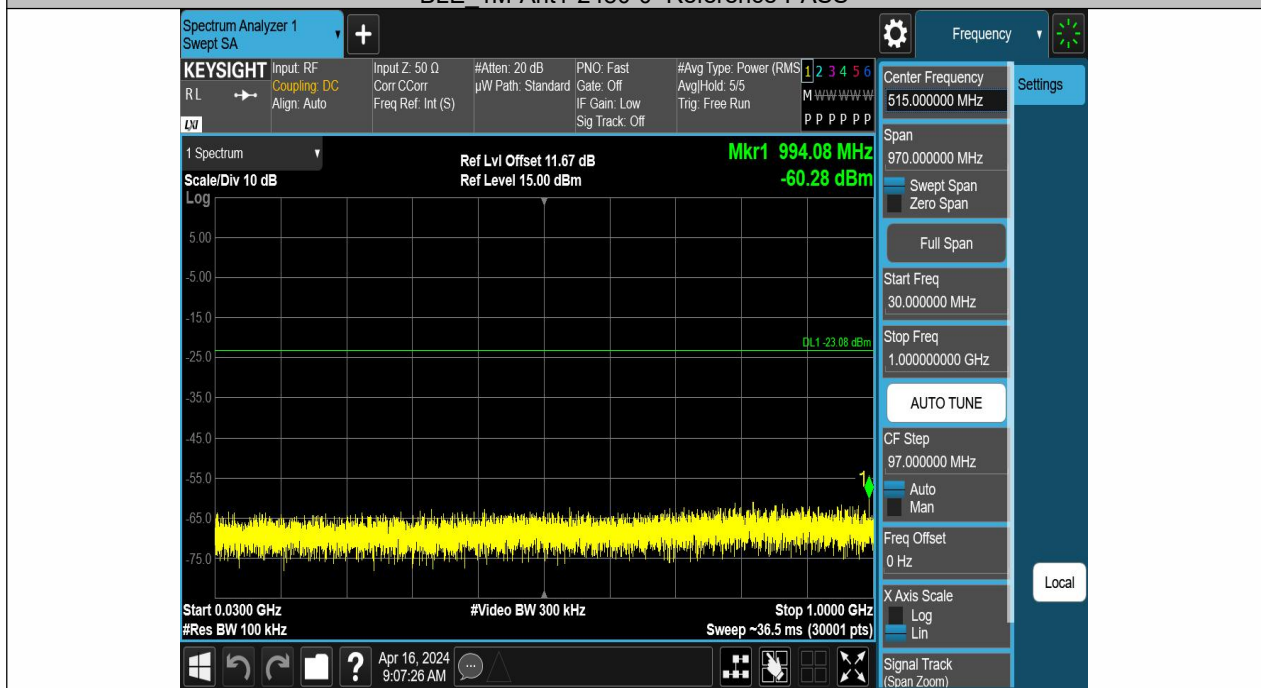 Spectrum Analyzer 1
Swept SA
Frequency
KEYSIGHT
R L
LXI
Input: RF
Coupling: DC
Align: Auto
Input Z: 50 Ω
Corr CCorr
Freq Ref: Int (S)
#Atten: 20 dB
µW Path: Standard
PNO: Fast
Gate: Off
IF Gain: Low
Sig Track: Off
#Avg Type: Power (RMS
Avg|Hold: 5/5
Trig: Free Run
1 2 3 4 5 6
M W W W W W
P P P P P P
Center Frequency
515.000000 MHz
Settings
1 Spectrum
Scale/Div 10 dB
Log
Ref Lvl Offset 11.67 dB
Ref Level 15.00 dBm
Mkr1 994.08 MHz
-60.28 dBm
Span
970.000000 MHz
Swept Span
Zero Span
Full Span
Start Freq
30.000000 MHz
Stop Freq
1.000000000 GHz
AUTO TUNE
CF Step
97.000000 MHz
Auto
Man
Freq Offset
0 Hz
X Axis Scale
Log
Lin
Signal Track
(Span Zoom)
Local
5.00
-5.00
-15.0
DL1 -23.08 dBm
-25.0
-35.0
-45.0
-55.0
1
-65.0
-75.0
Start 0.0300 GHz
#Video BW 300 kHz
Stop 1.0000 GHz
#Res BW 100 kHz
Sweep ~36.5 ms (30001 pts)
?
Apr 16, 2024
9:07:26 AM